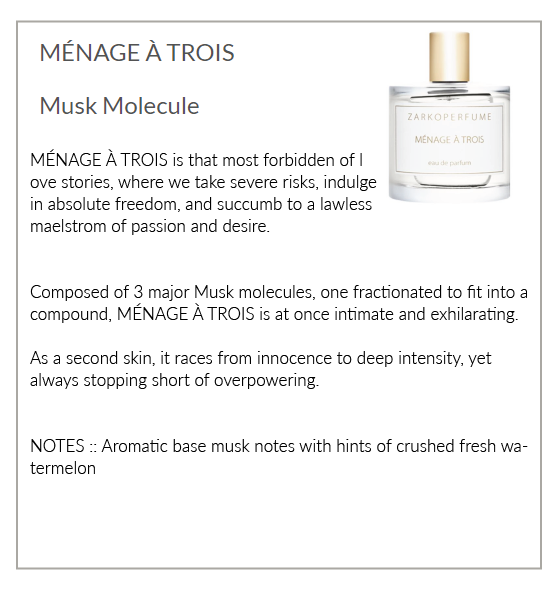 MÉNAGE À TROIS
Musk Molecule
ZARKOPERFUME
MÉNAGE À TROIS
eau de parfum
MÉNAGE À TROIS is that most forbidden of l
ove stories, where we take severe risks, indulge
in absolute freedom, and succumb to a lawless
maelstrom of passion and desire.
Composed of 3 major Musk molecules, one fractionated to fit into a
compound, MÉNAGE À TROIS is at once intimate and exhilarating.
As a second skin, it races from innocence to deep intensity, yet
always stopping short of overpowering.
NOTES :: Aromatic base musk notes with hints of crushed fresh wa-
termelon